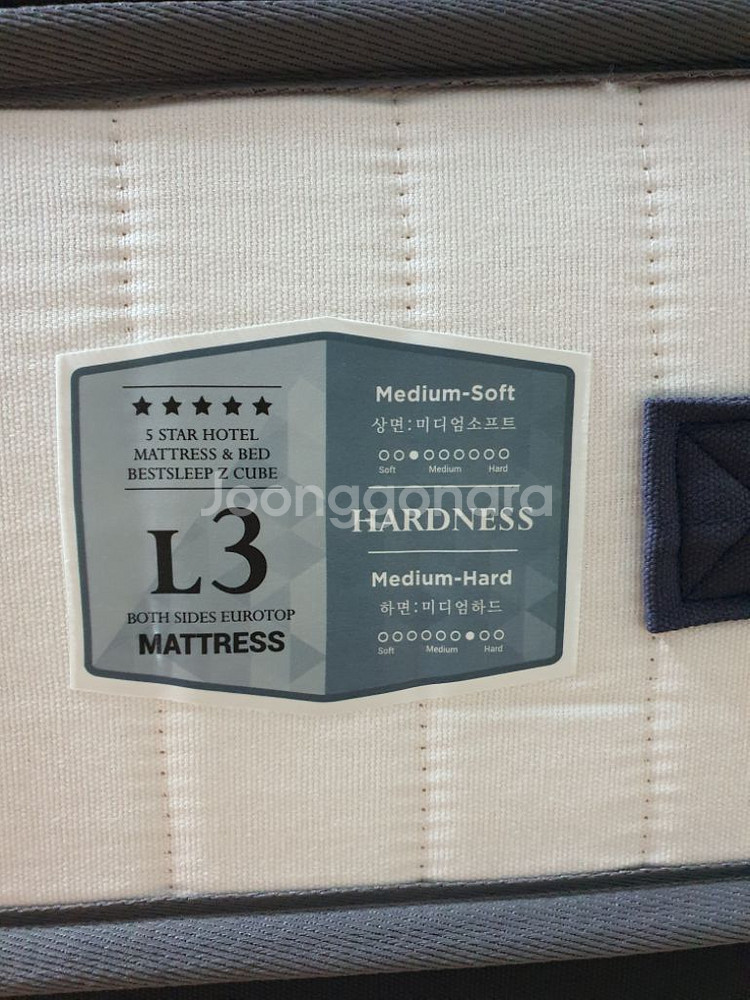 ★★★★★
5 STAR HOTEL
MATTRESS & BED
BESTSLEEP Z CUBE
L3
BOTH SIDES EUROTOP
MATTRESS
Medium-Soft
상면:미디엄소프트
Soft Medium Hard
Joonggonara
HARDNESS
Medium-Hard
하면:미디엄하드
Soft Medium Hard